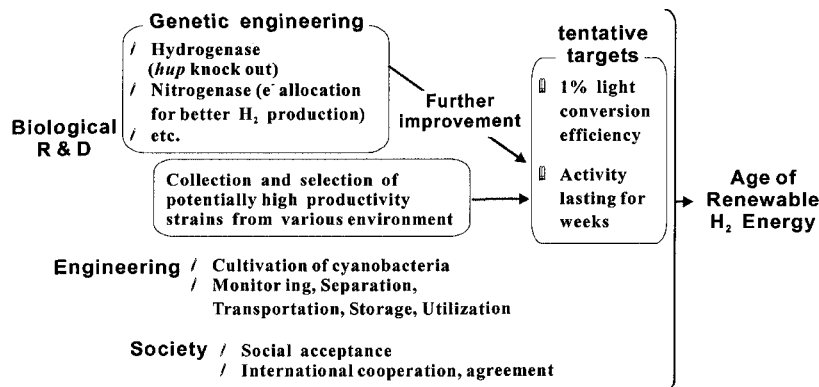 Genetic engineering
/ Hydrogenase
(hup knock out)
/ Nitrogenase (e⁻ allocation
for better H₂ production)
/ etc.
Biological
R & D
Collection and selection of
potentially high productivity
strains from various environment
Further
improvement
tentative
targets
1% light
conversion
efficiency
Activity
lasting for
weeks
Age of
Renewable
H₂ Energy
Engineering / Cultivation of cyanobacteria
/ Monitor ing, Separation,
Transportation, Storage, Utilization
Society / Social acceptance
/ International cooperation, agreement